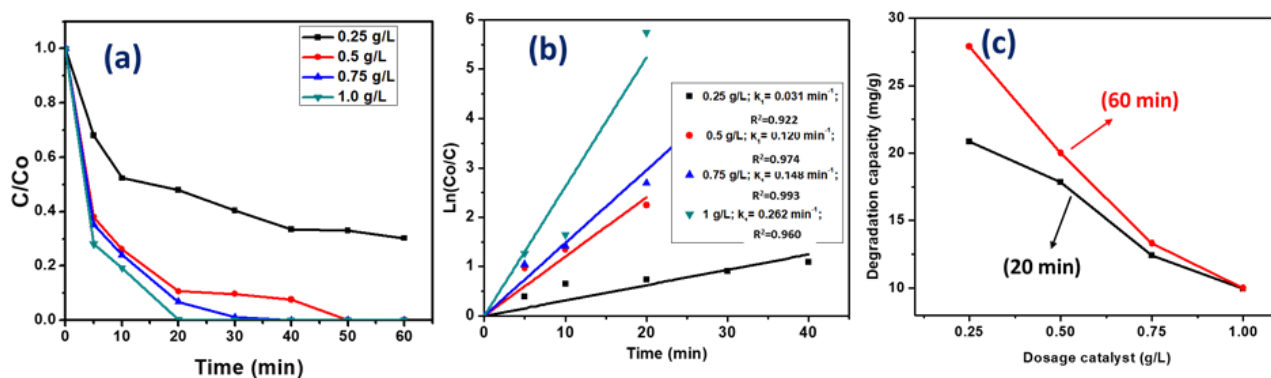 (a)
0.25 g/L
0.5 g/L
0.75 g/L
1.0 g/L
C/Co
1.0
0.8
0.6
0.4
0.2
0.0
0 10 20 30 40 50 60
Time (min)
(b)
Ln(Co/C)
6
5
4
3
2
1
0
0.25 g/L; k₁= 0.031 min⁻¹;
R²=0.922
0.5 g/L; k₁= 0.120 min⁻¹;
R²=0.974
0.75 g/L; k₁= 0.148 min⁻¹;
R²=0.993
1 g/L; k₁= 0.262 min⁻¹;
R²=0.960
0 10 20 30 40
Time (min)
(c)
Degradation capacity (mg/g)
30
25
20
15
10
(60 min)
(20 min)
0.25 0.50 0.75 1.00
Dosage catalyst (g/L)